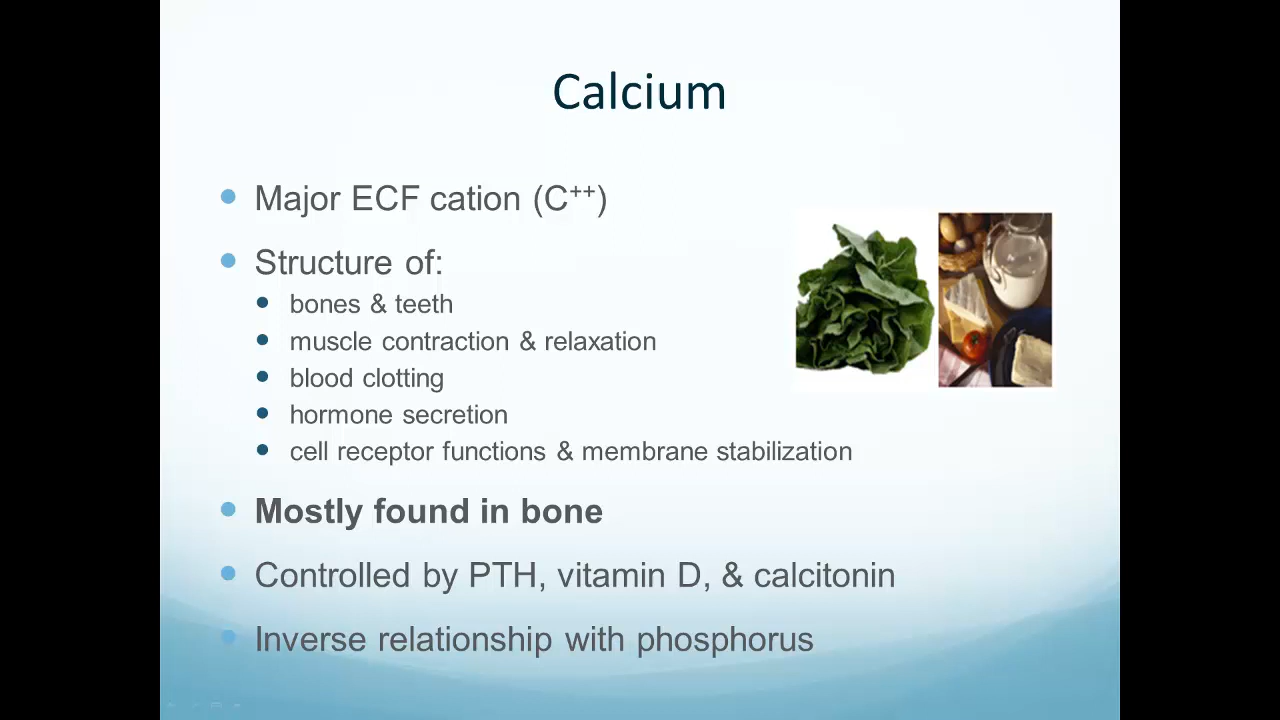 Calcium
Major ECF cation (C⁺⁺)
Structure of:
bones & teeth
muscle contraction & relaxation
blood clotting
hormone secretion
cell receptor functions & membrane stabilization
Mostly found in bone
Controlled by PTH, vitamin D, & calcitonin
Inverse relationship with phosphorus